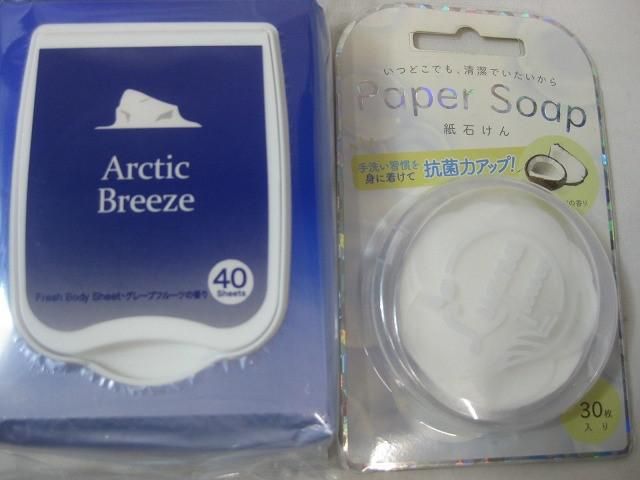 Arctic
Breeze
Fresh Body Sheet・グレープフルーツの香り
40
Sheets
いつどこでも、清潔でいたいから
Paper Soap
紙石けん
手洗い習慣を
身に着けて
抗菌力アップ!
の香り
30枚
入り